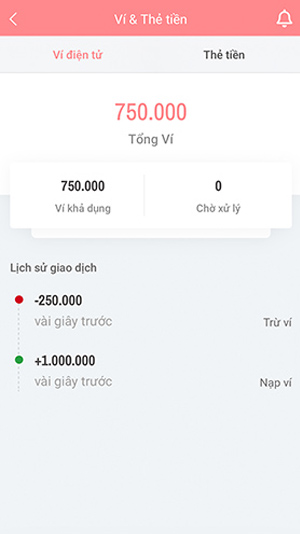 Ví & Thẻ tiền
Ví điện tử Thẻ tiền
750.000
Tổng Ví
750.000 0
Ví khả dụng Chờ xử lý
Lịch sử giao dịch
-250.000
vài giây trước Trừ ví
+1.000.000
vài giây trước Nạp ví